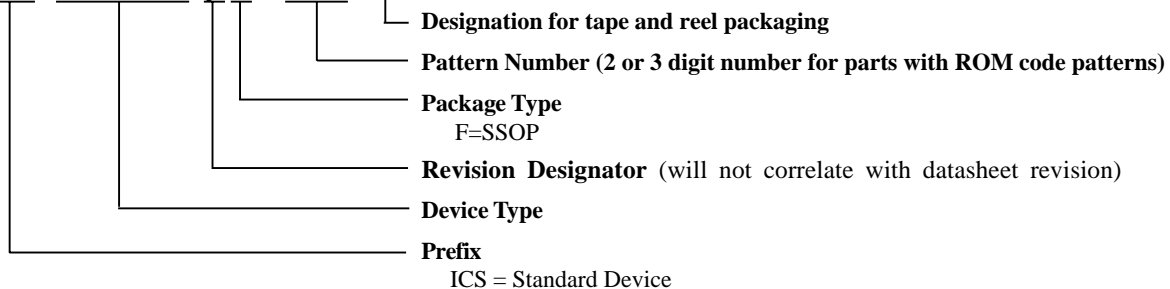 Designation for tape and reel packaging
Pattern Number (2 or 3 digit number for parts with ROM code patterns)
Package Type
F=SSOP
Revision Designator (will not correlate with datasheet revision)
Device Type
Prefix
ICS = Standard Device